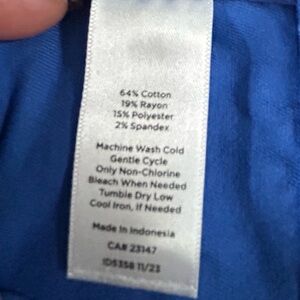 64% Cotton
19% Rayon
15% Polyester
2% Spandex
Machine Wash Cold
Gentle Cycle
Only Non-Chlorine
Bleach When Needed
Tumble Dry Low
Cool Iron, If Needed
Made In Indonesia
CA# 23147
ID5358 11/23